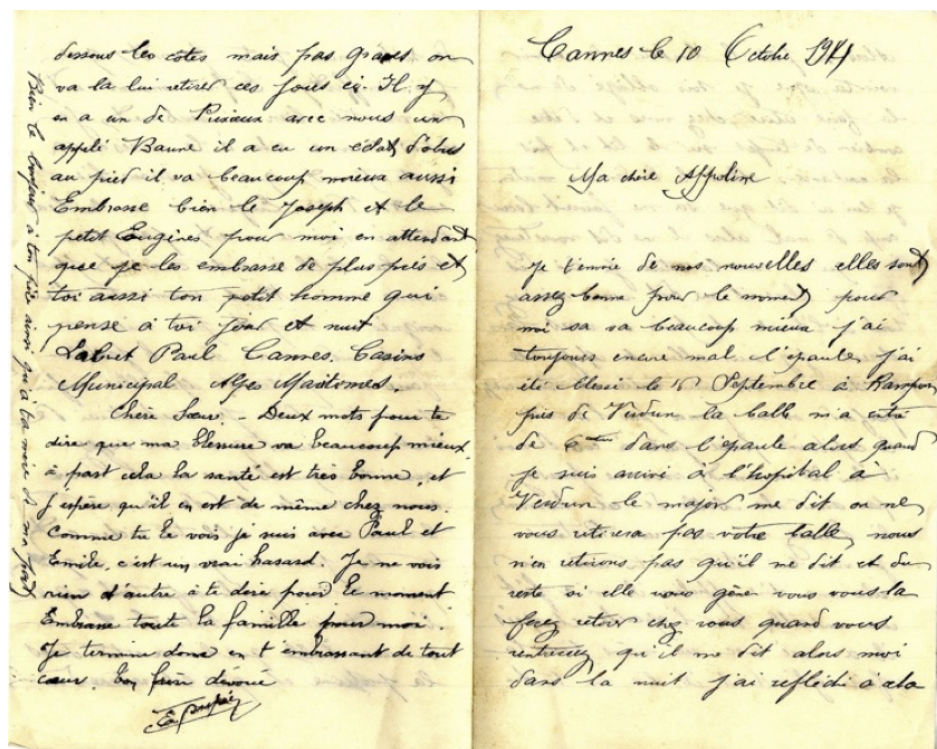 Cannes le 10 Octobre 1914
Ma chère Appoline
Je t'envoie de nos nouvelles elles sont
assez bonne pour le moment pour
moi sa va beaucoup mieux j'ai
toujours encore mal l'épaule, j'ai
été blessé le Septembre à
près de Verdun la balle m'a entré
de 6 dans l'épaule alors quand
je suis arrivé à l'hospital à
Verdun le major me dit on ne
vous retirera pas votre balle, nous
n'en retirons pas qu'il me dit et du
reste si elle vous gêne vous vous la
ferez retirer chez vous quand vous
rentrerez qu'il me dit alors moi
dans la nuit j'ai réfléchi à cela
dessous les côtes mais pas graves on
va la lui retirer ces jours ci. Il y
en a un de avec nous un
appelé Baune il a eu un éclat d'obus
au pied il va beaucoup mieux aussi
Embrasse bien le Joseph et le
petit Eugènes pour moi en attendant
que je les embrasse de plus près et
toi aussi ton petit homme qui
pense à toi jour et nuit
Paul Cannes. Casino
Municipal Alpes Maritimes.
Chère Sœur. - Deux mots pour te
dire que ma blessure va beaucoup mieux
à part cela la santé est très bonne, et
j'espère qu'il en est de même chez nous.
Comme tu le vois je suis avec Paul et
Emile, c'est un vrai hasard. Je ne vois
rien d'autre à te dire pour le moment
Embrasse toute la famille pour moi.
Je termine donc en t'embrassant de tout
cœur. Ton frère dévoué
Bien le bonjour à ton père ainsi qu'à ta mère de ma part